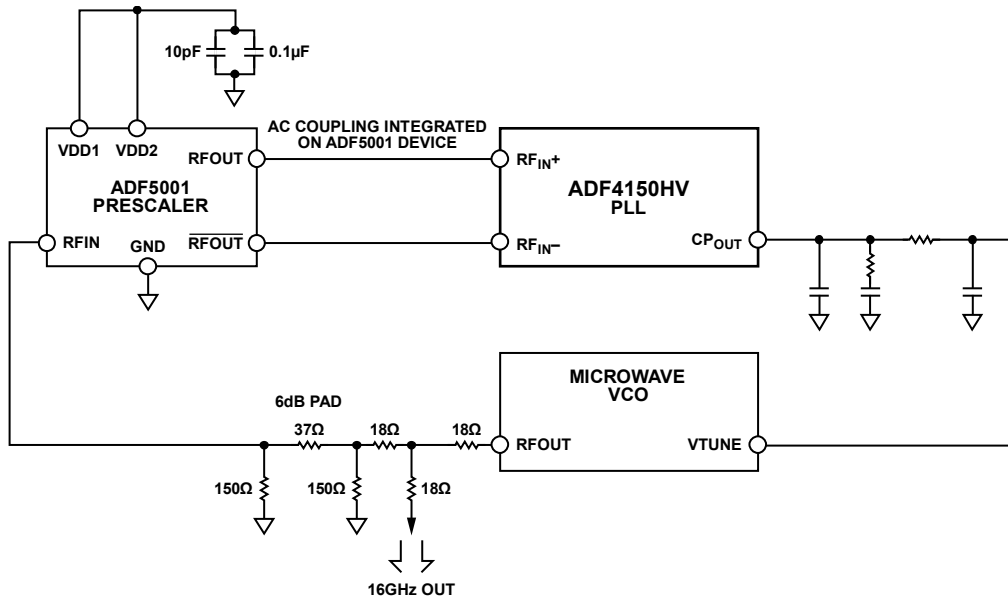 10pF
0.1µF
VDD1
VDD2
RFOUT
ADF5001
PRESCALER
RFIN
GND
RFOUT
AC COUPLING INTEGRATED
ON ADF5001 DEVICE
RFIN+
ADF4150HV
PLL
RFIN–
CPOUT
MICROWAVE
VCO
RFOUT
VTUNE
6dB PAD
37Ω
18Ω
18Ω
150Ω
150Ω
18Ω
16GHz OUT